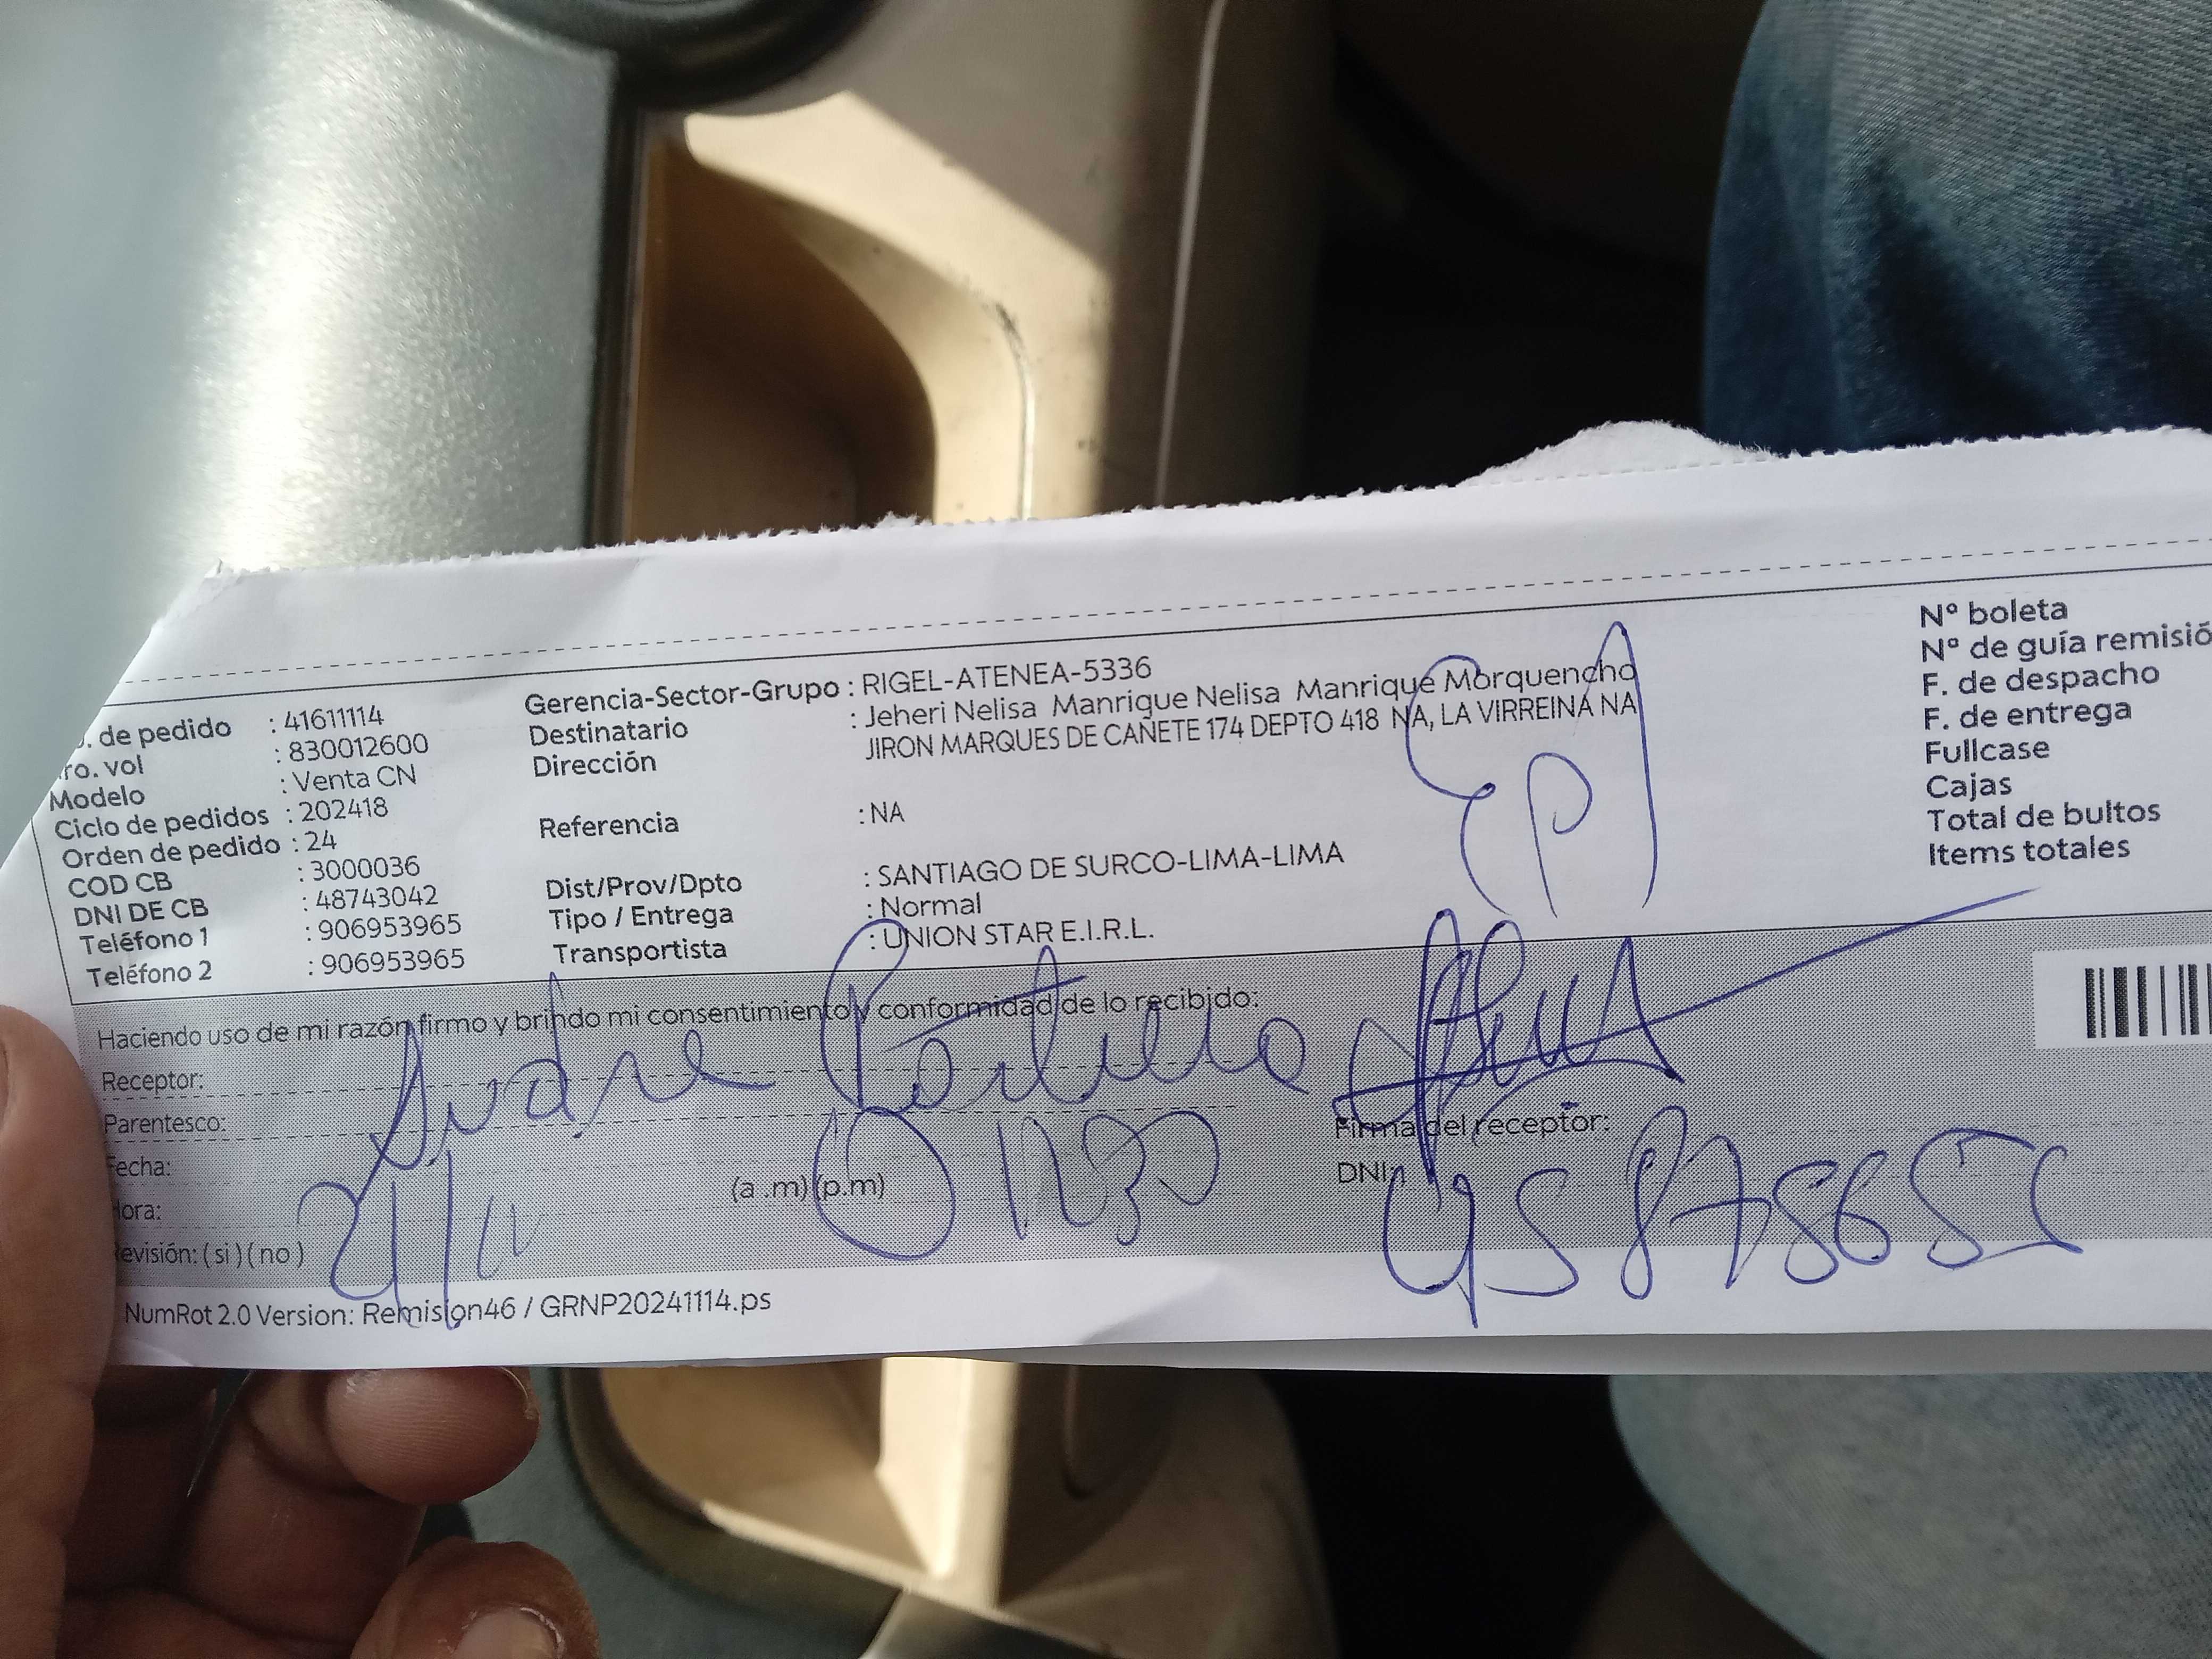 de pedido : 41611114
ro. vol : 830012600
Modelo : Venta CN
Ciclo de pedidos : 202418
Orden de pedido : 24
COD CB : 3000036
DNI DE CB : 48743042
Teléfono 1 : 906953965
Teléfono 2 : 906953965
Gerencia-Sector-Grupo : RIGEL-ATENEA-5336
Destinatario : Jeheri Nelisa Manrique Nelisa Manrique Morquencho
Dirección JIRON MARQUES DE CAÑETE 174 DEPTO 418 NA, LA VIRREINA NA
Referencia : NA
Dist/Prov/Dpto : SANTIAGO DE SURCO-LIMA-LIMA
Tipo / Entrega : Normal
Transportista : UNION STAR E.I.R.L.
N° boleta
N° de guía remisió
F. de despacho
F. de entrega
Fullcase
Cajas
Total de bultos
Items totales
Haciendo uso de mi razón firmo y brindo mi consentimiento y conformidad de lo recibido:
Receptor: Andre Portilla
Parentesco:
Firma del receptor:
Fecha:
(a .m) (p.m)
DNI:
ora:
evisión: ( si ) ( no )
NumRot 2.0 Version: Remision46 / GRNP20241114.ps